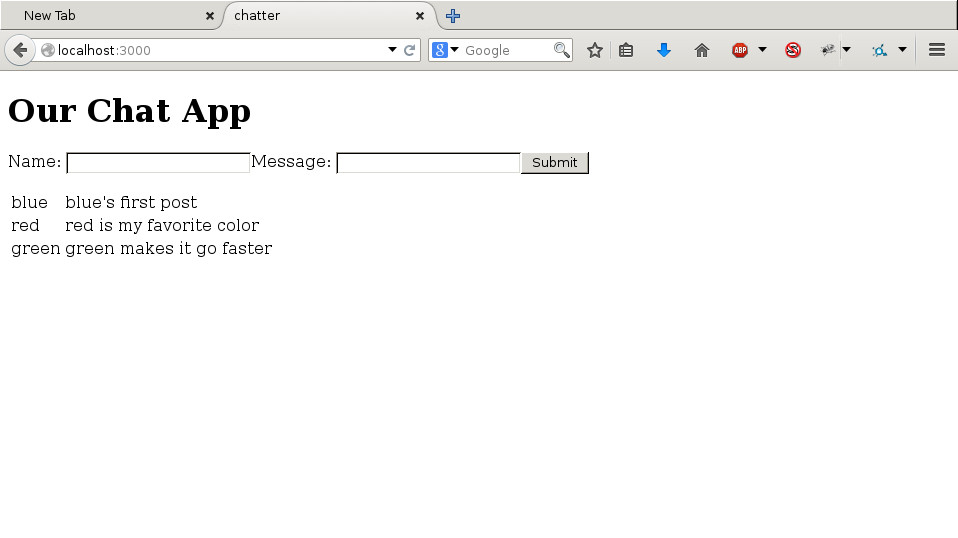 New Tab
chatter
localhost:3000
Google
ABP
Our Chat App
Name: Message: Submit
blue blue's first post
red red is my favorite color
green green makes it go faster